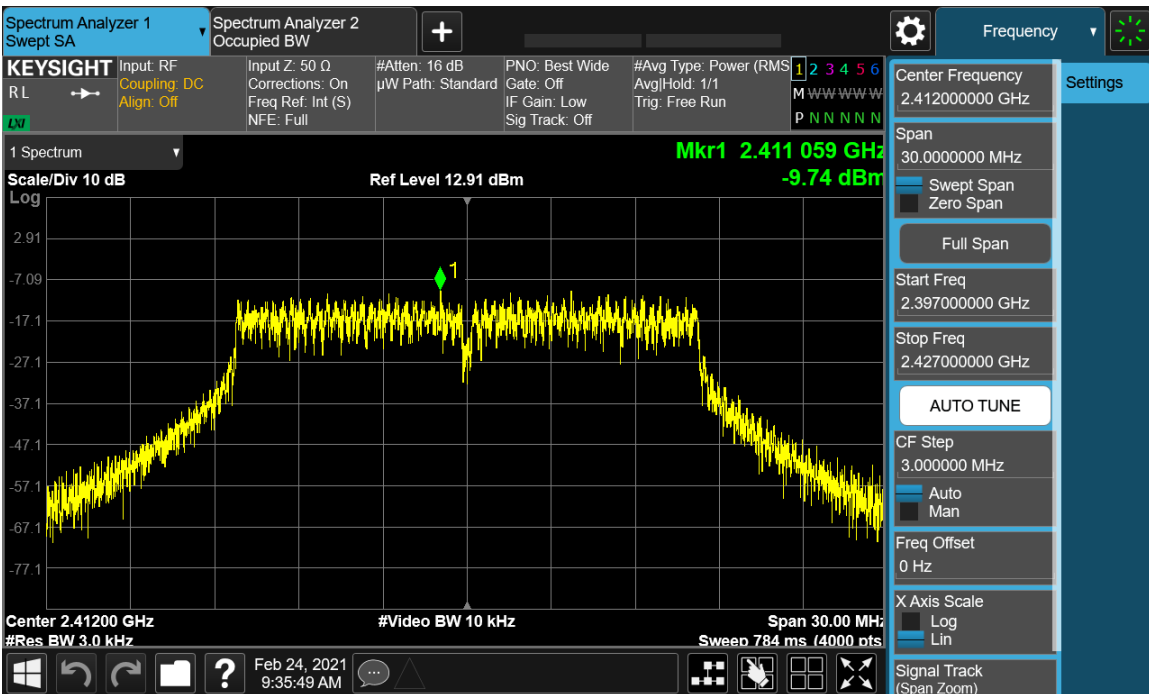 Spectrum Analyzer 1
Swept SA
Spectrum Analyzer 2
Occupied BW
Frequency
KEYSIGHT
R L
LXI
Input: RF
Coupling: DC
Align: Off
Input Z: 50 Ω
Corrections: On
Freq Ref: Int (S)
NFE: Full
#Atten: 16 dB
µW Path: Standard
PNO: Best Wide
Gate: Off
IF Gain: Low
Sig Track: Off
#Avg Type: Power (RMS
Avg|Hold: 1/1
Trig: Free Run
1 2 3 4 5 6
M W W W W W
P N N N N N
1 Spectrum
Mkr1 2.411 059 GHz
Scale/Div 10 dB
Ref Level 12.91 dBm
-9.74 dBm
Log
2.91
1
-7.09
-17.1
-27.1
-37.1
-47.1
-57.1
-67.1
-77.1
Center 2.41200 GHz
#Video BW 10 kHz
Span 30.00 MHz
#Res BW 3.0 kHz
Sweep 784 ms (4000 pts
Center Frequency
2.412000000 GHz
Settings
Span
30.0000000 MHz
Swept Span
Zero Span
Full Span
Start Freq
2.397000000 GHz
Stop Freq
2.427000000 GHz
AUTO TUNE
CF Step
3.000000 MHz
Auto
Man
Freq Offset
0 Hz
X Axis Scale
Log
Lin
Signal Track
(Span Zoom)
?
Feb 24, 2021
9:35:49 AM